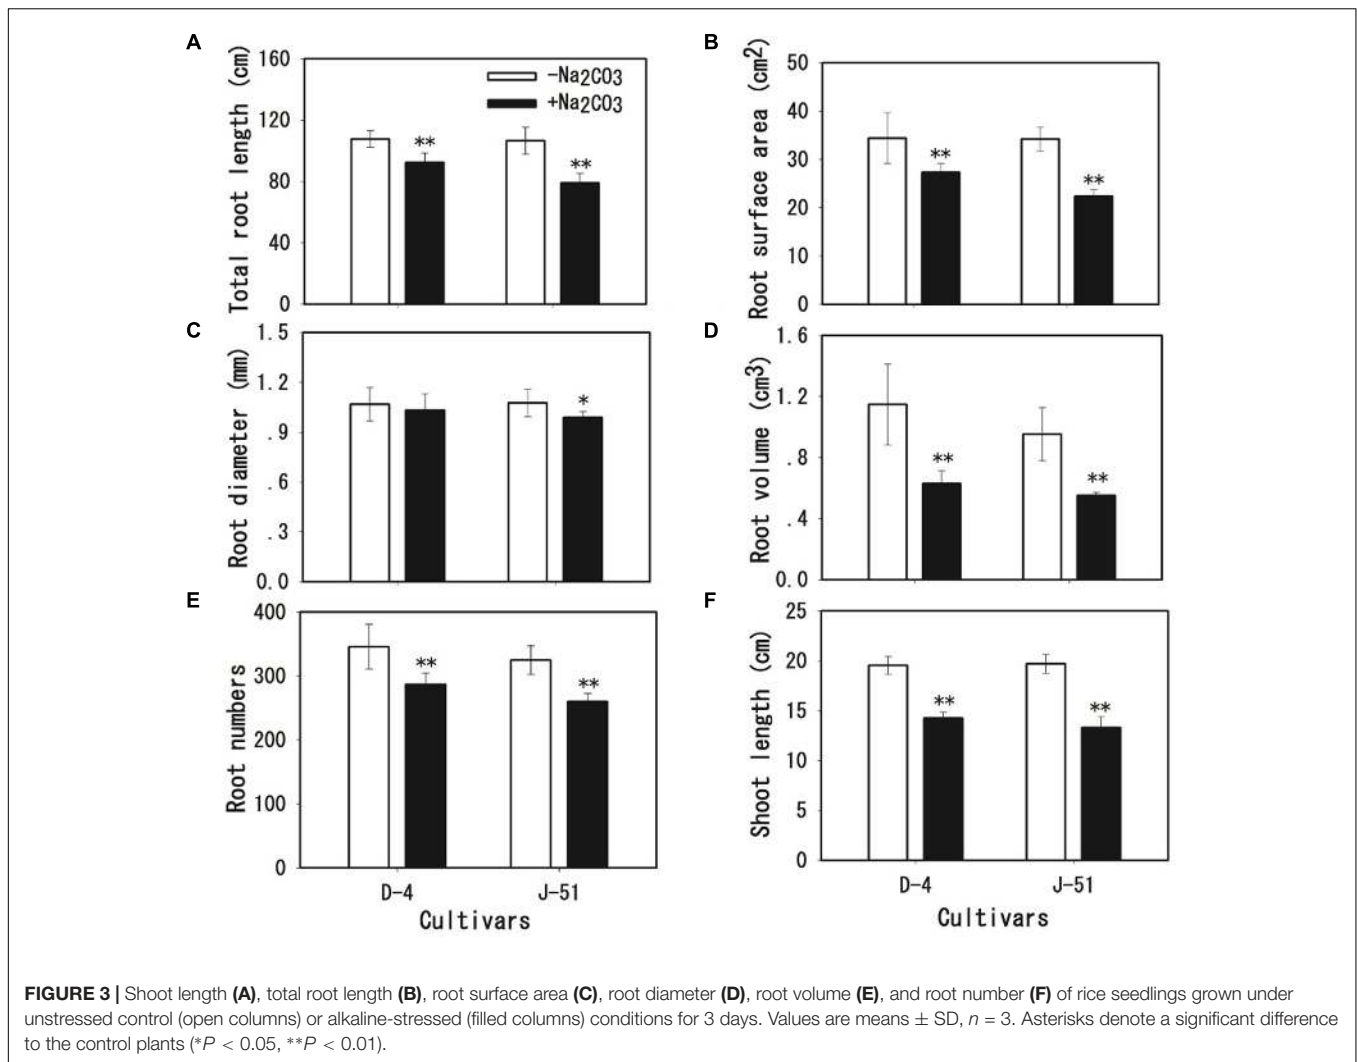 A
Total root length (cm)
160
120
80
40
0
−Na2CO3
+Na2CO3
**
**
B
Root surface area (cm2)
50
40
30
20
10
0
**
**
C
Root diameter (mm)
1.5
1.2
.9
.6
.3
0.0
*
D
Root volume (cm3)
1.6
1.2
.8
.4
0.0
**
**
E
Root numbers
400
300
200
100
0
**
**
D-4
J-51
Cultivars
F
Shoot length (cm)
25
20
15
10
5
0
**
**
D-4
J-51
Cultivars
FIGURE 3 | Shoot length (A), total root length (B), root surface area (C), root diameter (D), root volume (E), and root number (F) of rice seedlings grown under
unstressed control (open columns) or alkaline-stressed (filled columns) conditions for 3 days. Values are means ± SD, n = 3. Asterisks denote a significant difference
to the control plants (*P < 0.05, **P < 0.01).